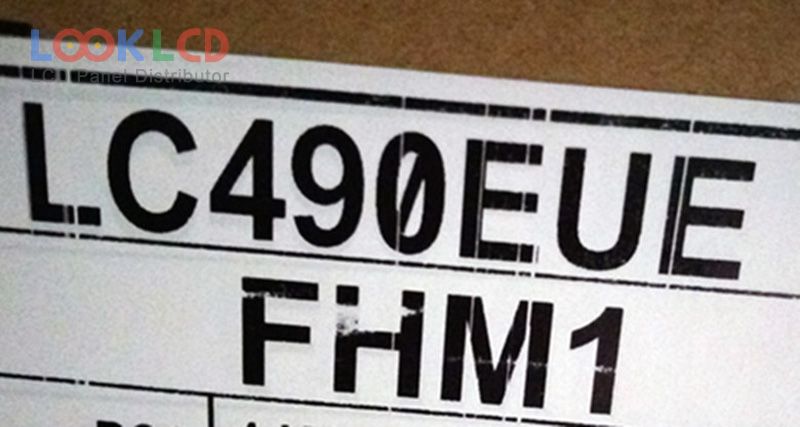 LOOKLCD
LCD Panel Distributor
LC490EUE
FHM1